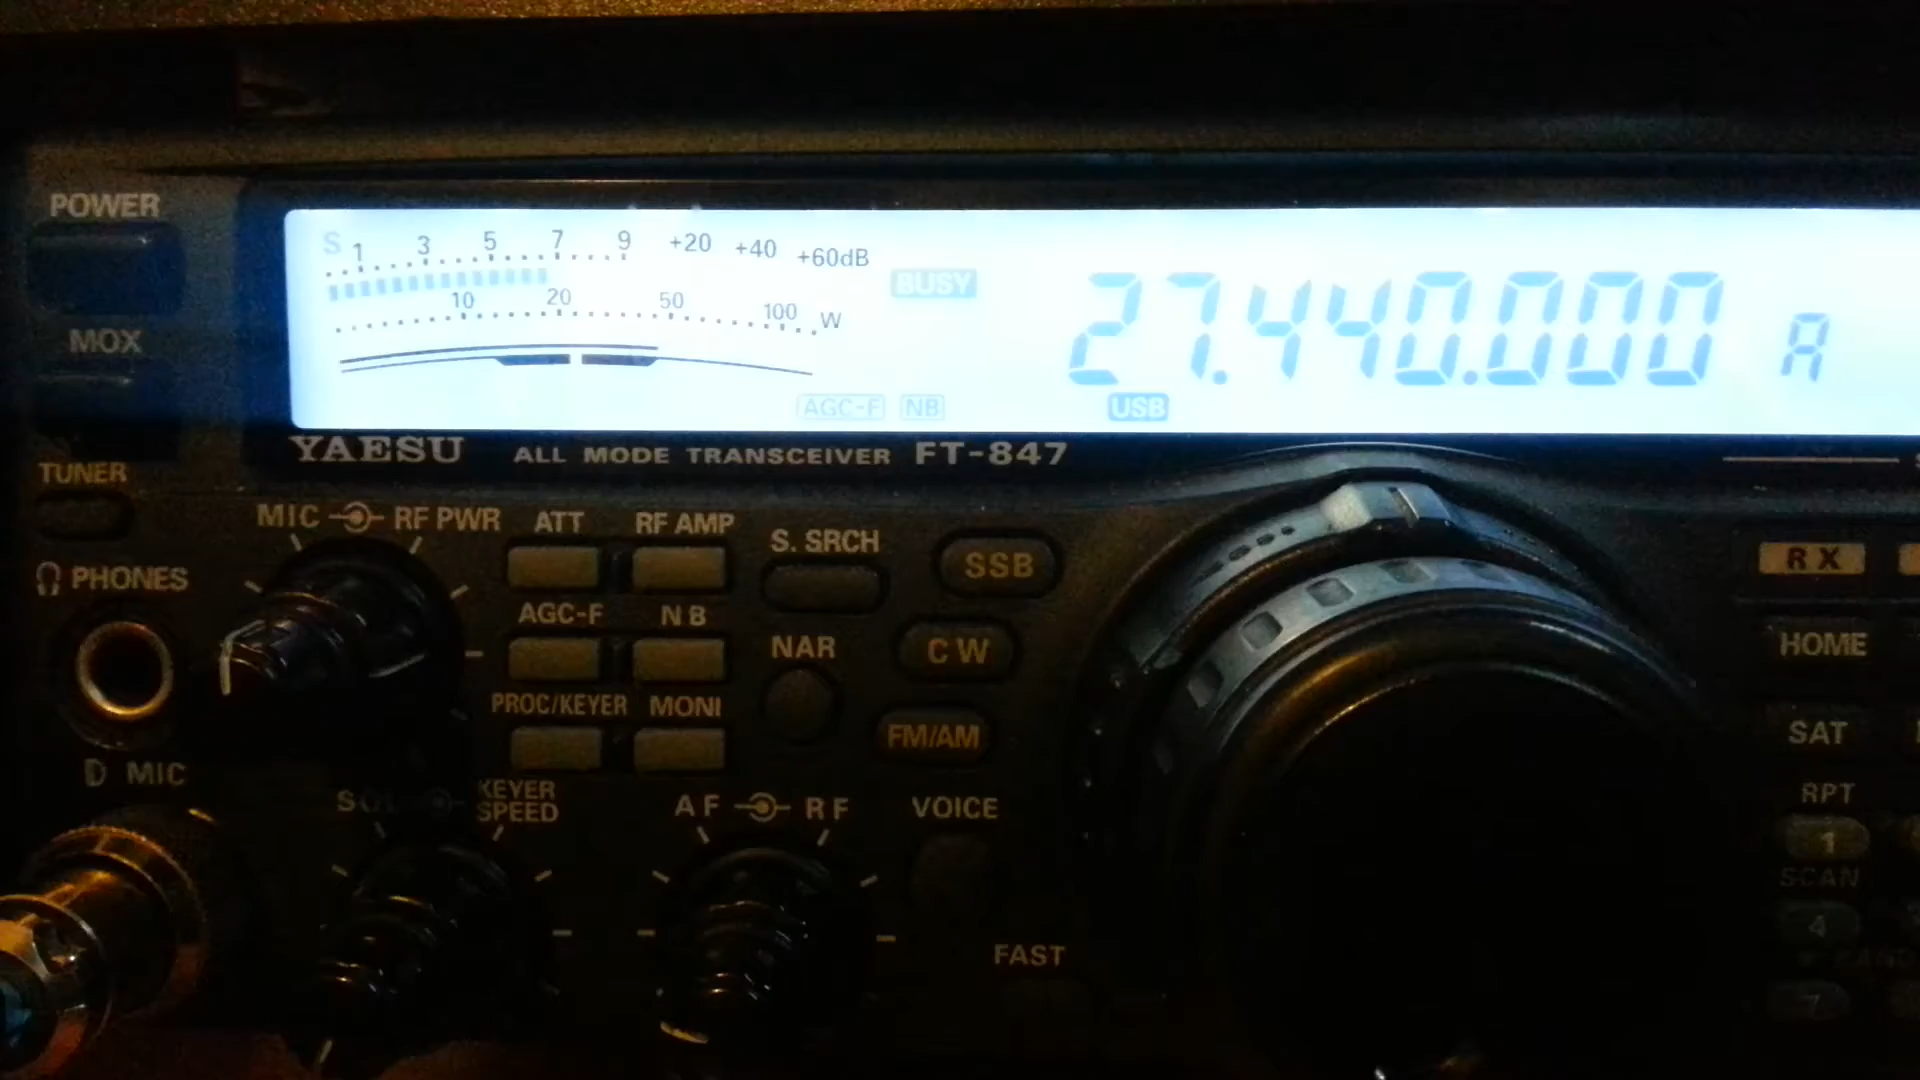 POWER
S 1 3 5 7 9 +20 +40 +60dB
BUSY
27.440.000 A
10 20 50 100 W
MOX
AGC-F NB
USB
YAESU ALL MODE TRANSCEIVER FT-847
TUNER
MIC RF PWR ATT RF AMP
S. SRCH
SSB
RX
PHONES
AGC-F NB
NAR
CW
HOME
PROC/KEYER MONI
FM/AM
SAT
MIC
KEYER
SPEED
AF RF
VOICE
RPT
1
SCAN
4
FAST
7